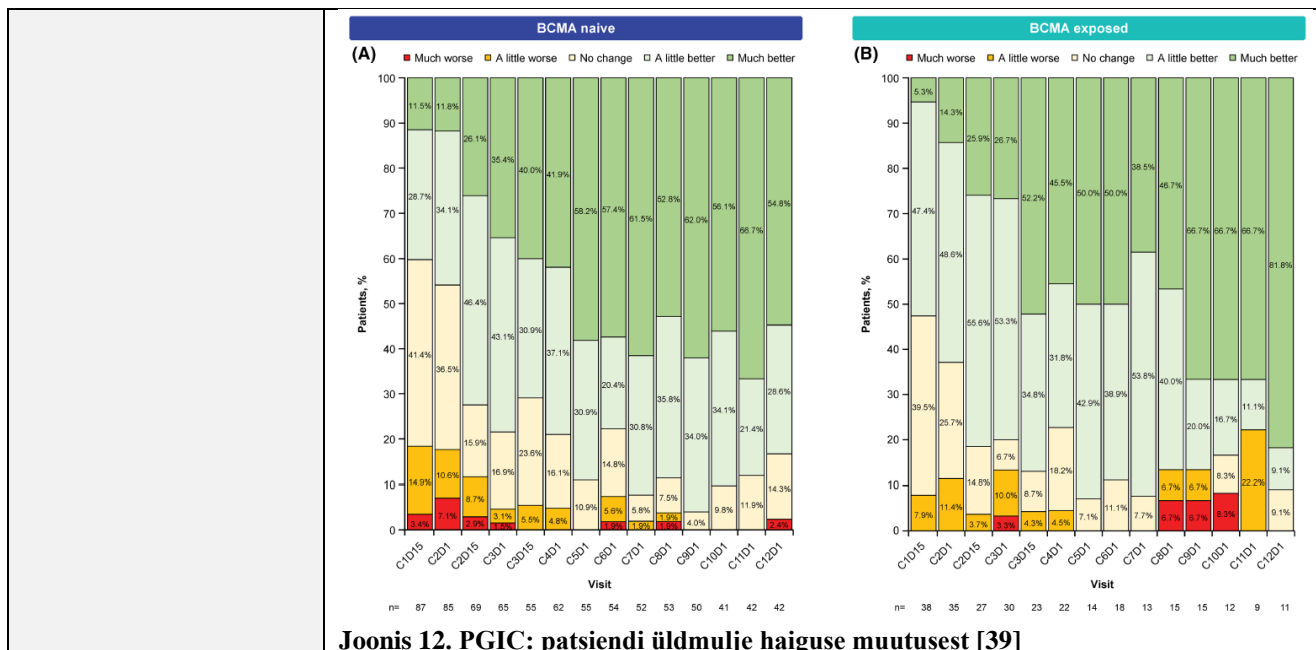 BCMA naive
(A)
Much worse A little worse No change A little better Much better
Patients, %
100
90
80
70
60
50
40
30
20
10
0
11.5% 28.7% 41.4% 14.9% 3.4%
11.8% 34.1% 36.5% 10.6% 7.1%
26.1% 46.4% 15.9% 8.7% 2.9%
35.4% 43.1% 16.9% 3.1% 1.5%
40.0% 30.9% 23.6% 5.5%
41.9% 37.1% 16.1% 4.8%
58.2% 30.9% 10.9%
57.4% 20.4% 14.8% 5.6% 1.9%
61.5% 30.8% 5.8% 1.9%
52.8% 35.8% 7.5% 1.9% 1.9%
62.0% 34.0% 4.0%
56.1% 34.1% 9.8%
66.7% 21.4% 11.9%
54.8% 28.6% 14.3% 2.4%
C1D15 C2D1 C2D15 C3D1 C3D15 C4D1 C5D1 C6D1 C7D1 C8D1 C9D1 C10D1 C11D1 C12D1
Visit
n= 87 85 69 65 55 62 55 54 52 53 50 41 42 42
BCMA exposed
(B)
Much worse A little worse No change A little better Much better
Patients, %
100
90
80
70
60
50
40
30
20
10
0
5.3% 47.4% 39.5% 7.9%
14.3% 48.6% 25.7% 11.4%
25.9% 55.6% 14.8% 3.7%
26.7% 53.3% 6.7% 10.0% 3.3%
52.2% 34.8% 8.7% 4.3%
45.5% 31.8% 18.2% 4.5%
50.0% 42.9% 7.1%
50.0% 38.9% 11.1%
38.5% 53.8% 7.7%
46.7% 40.0% 6.7% 6.7%
66.7% 20.0% 6.7% 6.7%
66.7% 16.7% 8.3% 8.3%
66.7% 11.1% 22.2%
81.8% 9.1% 9.1%
C1D15 C2D1 C2D15 C3D1 C3D15 C4D1 C5D1 C6D1 C7D1 C8D1 C9D1 C10D1 C11D1 C12D1
Visit
n= 38 35 27 30 23 22 14 18 13 15 15 12 9 11
Joonis 12. PGIC: patsiendi üldmulje haiguse muutusest [39]